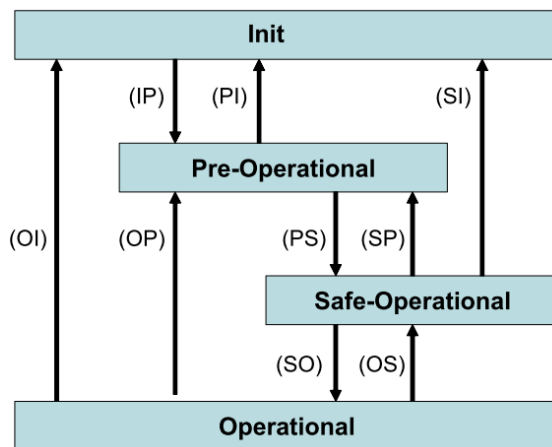 Init
(IP) (PI) (SI)
Pre-Operational
(OI) (OP) (PS) (SP)
Safe-Operational
(SO) (OS)
Operational